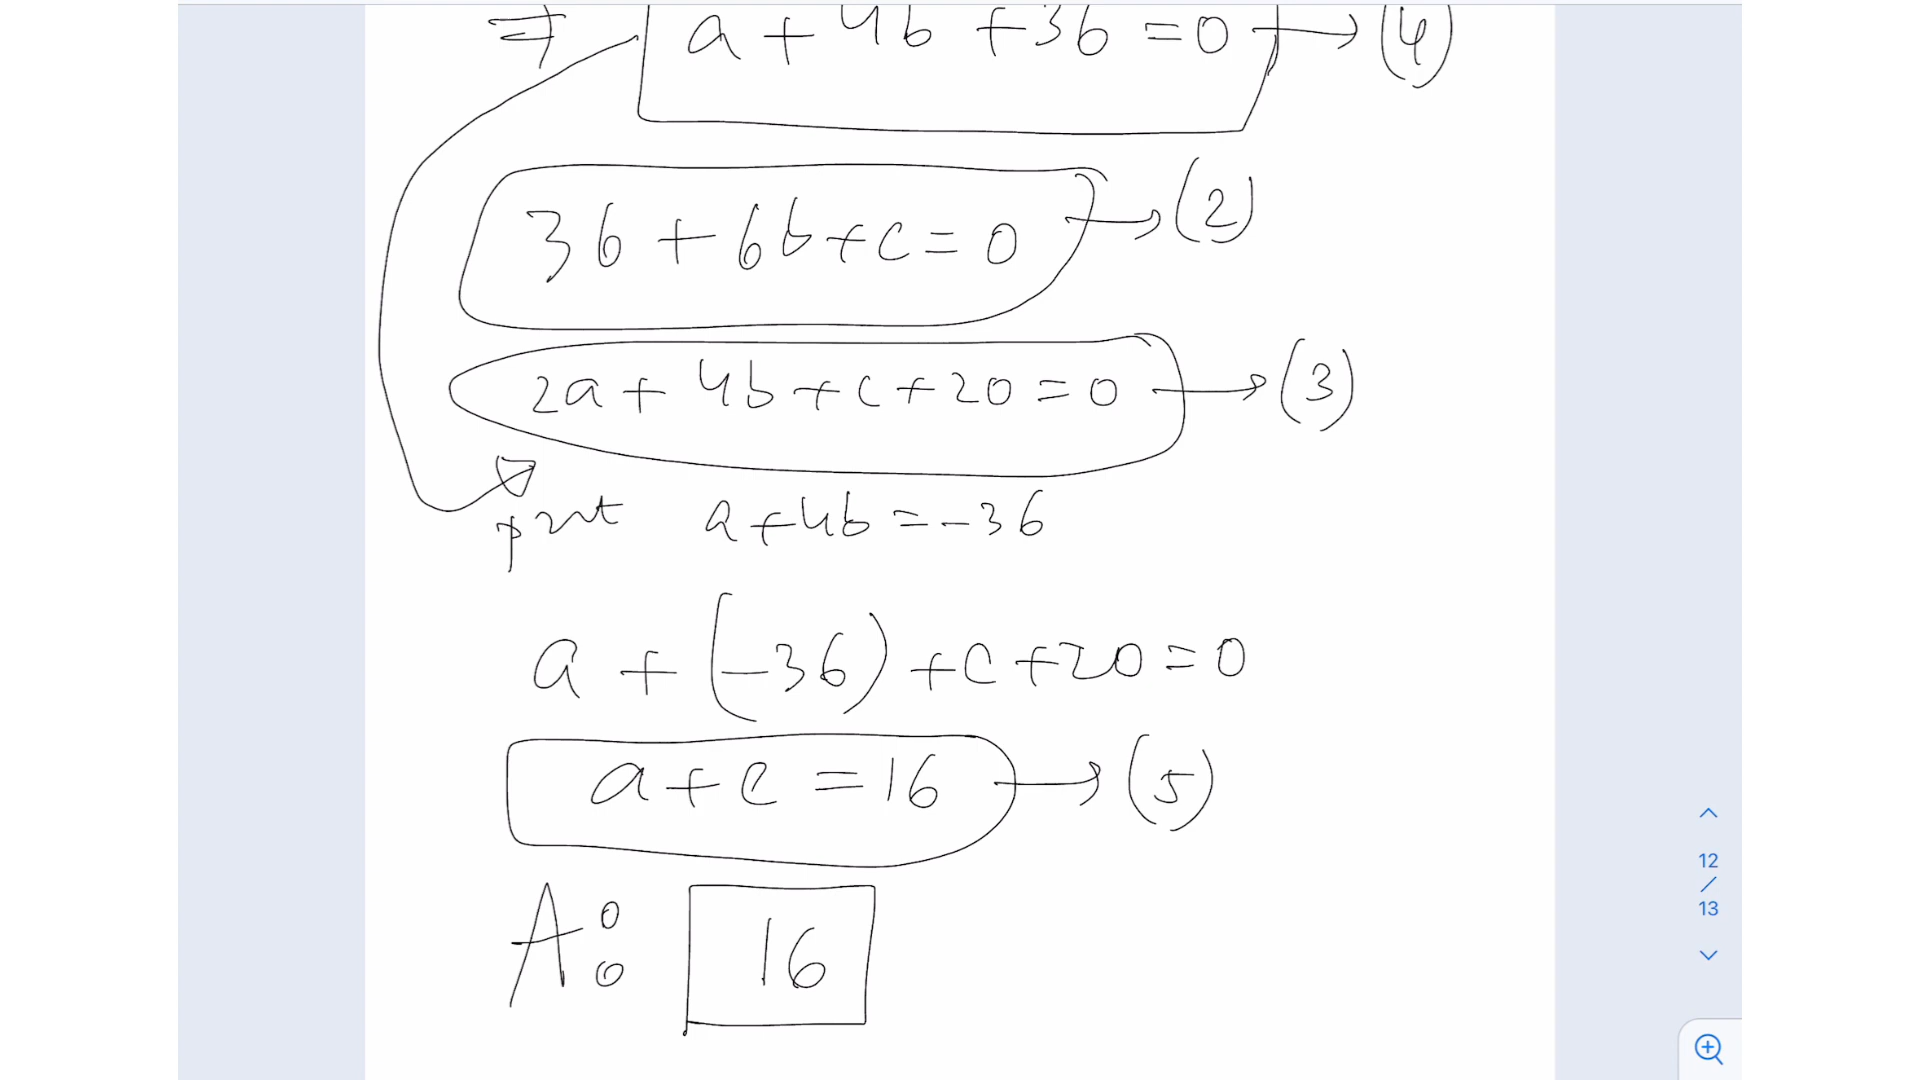 ⇒ a + 4b + 36 = 0 → (4)
36 + 6b + c = 0 → (2)
2a + 4b + c + 20 = 0 → (3)
put a + 4b = -36
a + (-36) + c + 20 = 0
a + c = 16 → (5)
A: 16
12
/
13